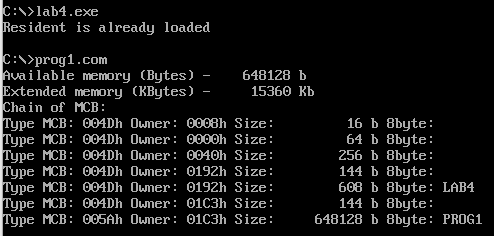 C:\>lab4.exe
Resident is already loaded
C:\>prog1.com
Available memory (Bytes) - 648128 b
Extended memory (KBytes) - 15360 Kb
Chain of MCB:
Type MCB: 004Dh Owner: 0008h Size: 16 b 8byte:
Type MCB: 004Dh Owner: 0000h Size: 64 b 8byte:
Type MCB: 004Dh Owner: 0040h Size: 256 b 8byte:
Type MCB: 004Dh Owner: 0192h Size: 144 b 8byte:
Type MCB: 004Dh Owner: 0192h Size: 608 b 8byte: LAB4
Type MCB: 004Dh Owner: 01C3h Size: 144 b 8byte:
Type MCB: 005Ah Owner: 01C3h Size: 648128 b 8byte: PROG1